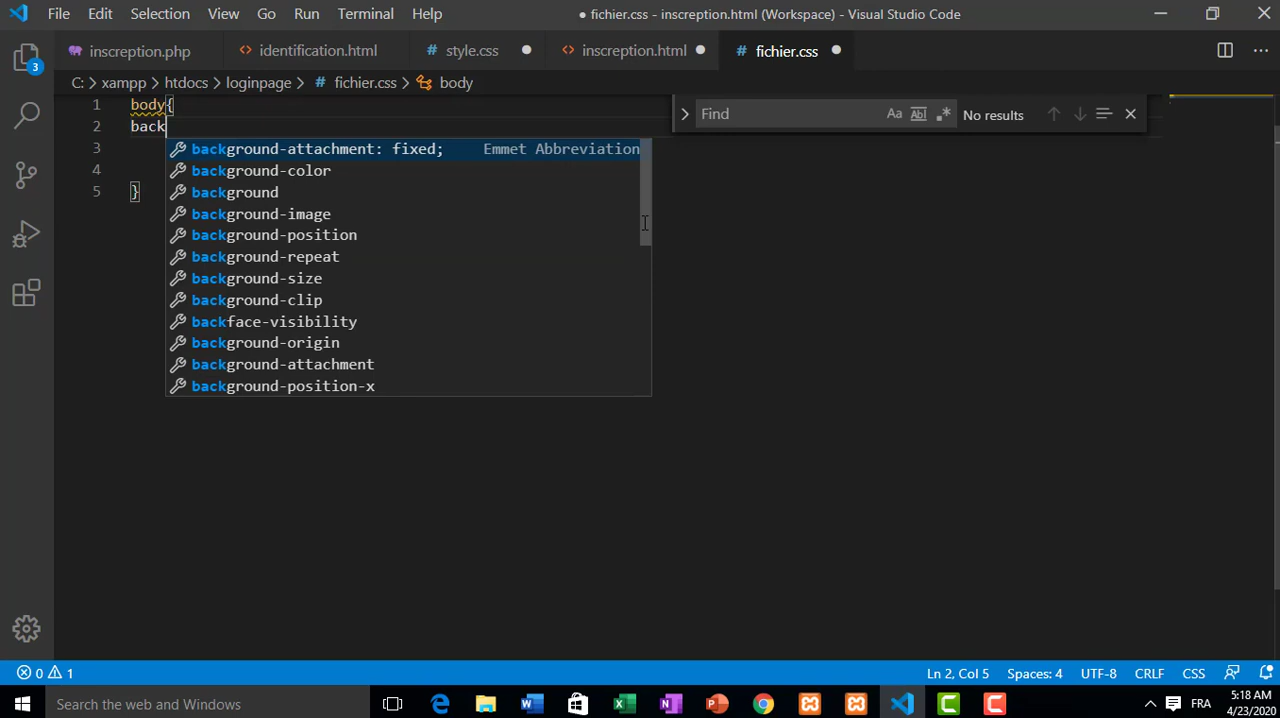 File Edit Selection View Go Run Terminal Help
● fichier.css - inscreption.html (Workspace) - Visual Studio Code
inscreption.php
identification.html
# style.css
inscreption.html
# fichier.css
C: > xampp > htdocs > loginpage > # fichier.css > body
1 body{
2 back
3
4
5 }
Find
Aa
Abl
.*
No results
background-attachment: fixed; Emmet Abbreviation
background-color
background
background-image
background-position
background-repeat
background-size
background-clip
backface-visibility
background-origin
background-attachment
background-position-x
3
0 1
Ln 2, Col 5 Spaces: 4 UTF-8 CRLF CSS
Search the web and Windows
FRA
5:18 AM
4/23/2020